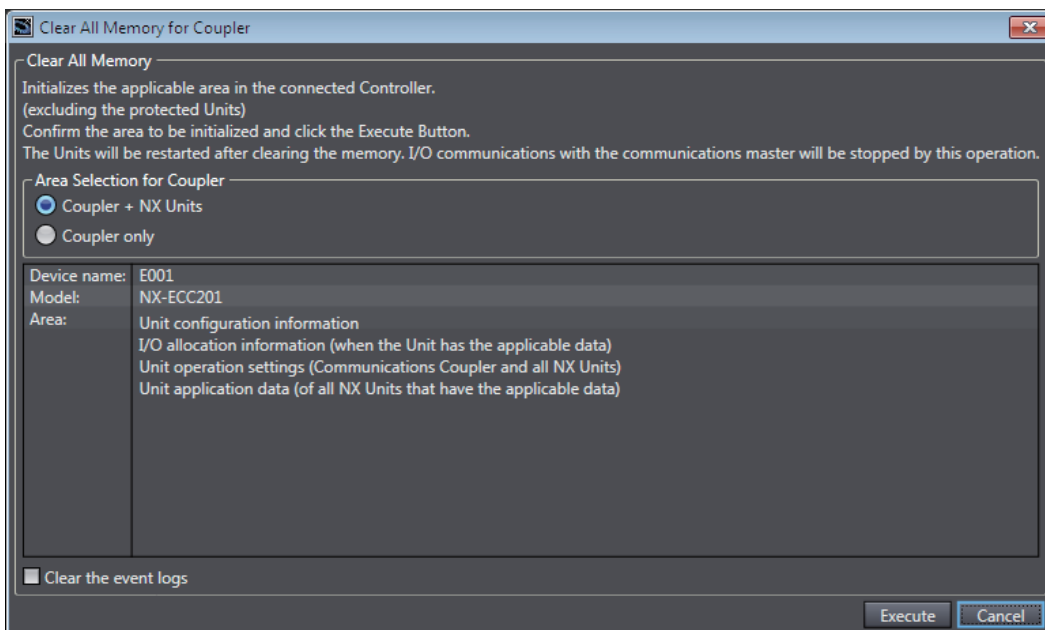 Clear All Memory for Coupler
Clear All Memory
Initializes the applicable area in the connected Controller.
(excluding the protected Units)
Confirm the area to be initialized and click the Execute Button.
The Units will be restarted after clearing the memory. I/O communications with the communications master will be stopped by this operation.
Area Selection for Coupler
Coupler + NX Units
Coupler only
Device name: E001
Model: NX-ECC201
Area: Unit configuration information
I/O allocation information (when the Unit has the applicable data)
Unit operation settings (Communications Coupler and all NX Units)
Unit application data (of all NX Units that have the applicable data)
Clear the event logs
Execute Cancel